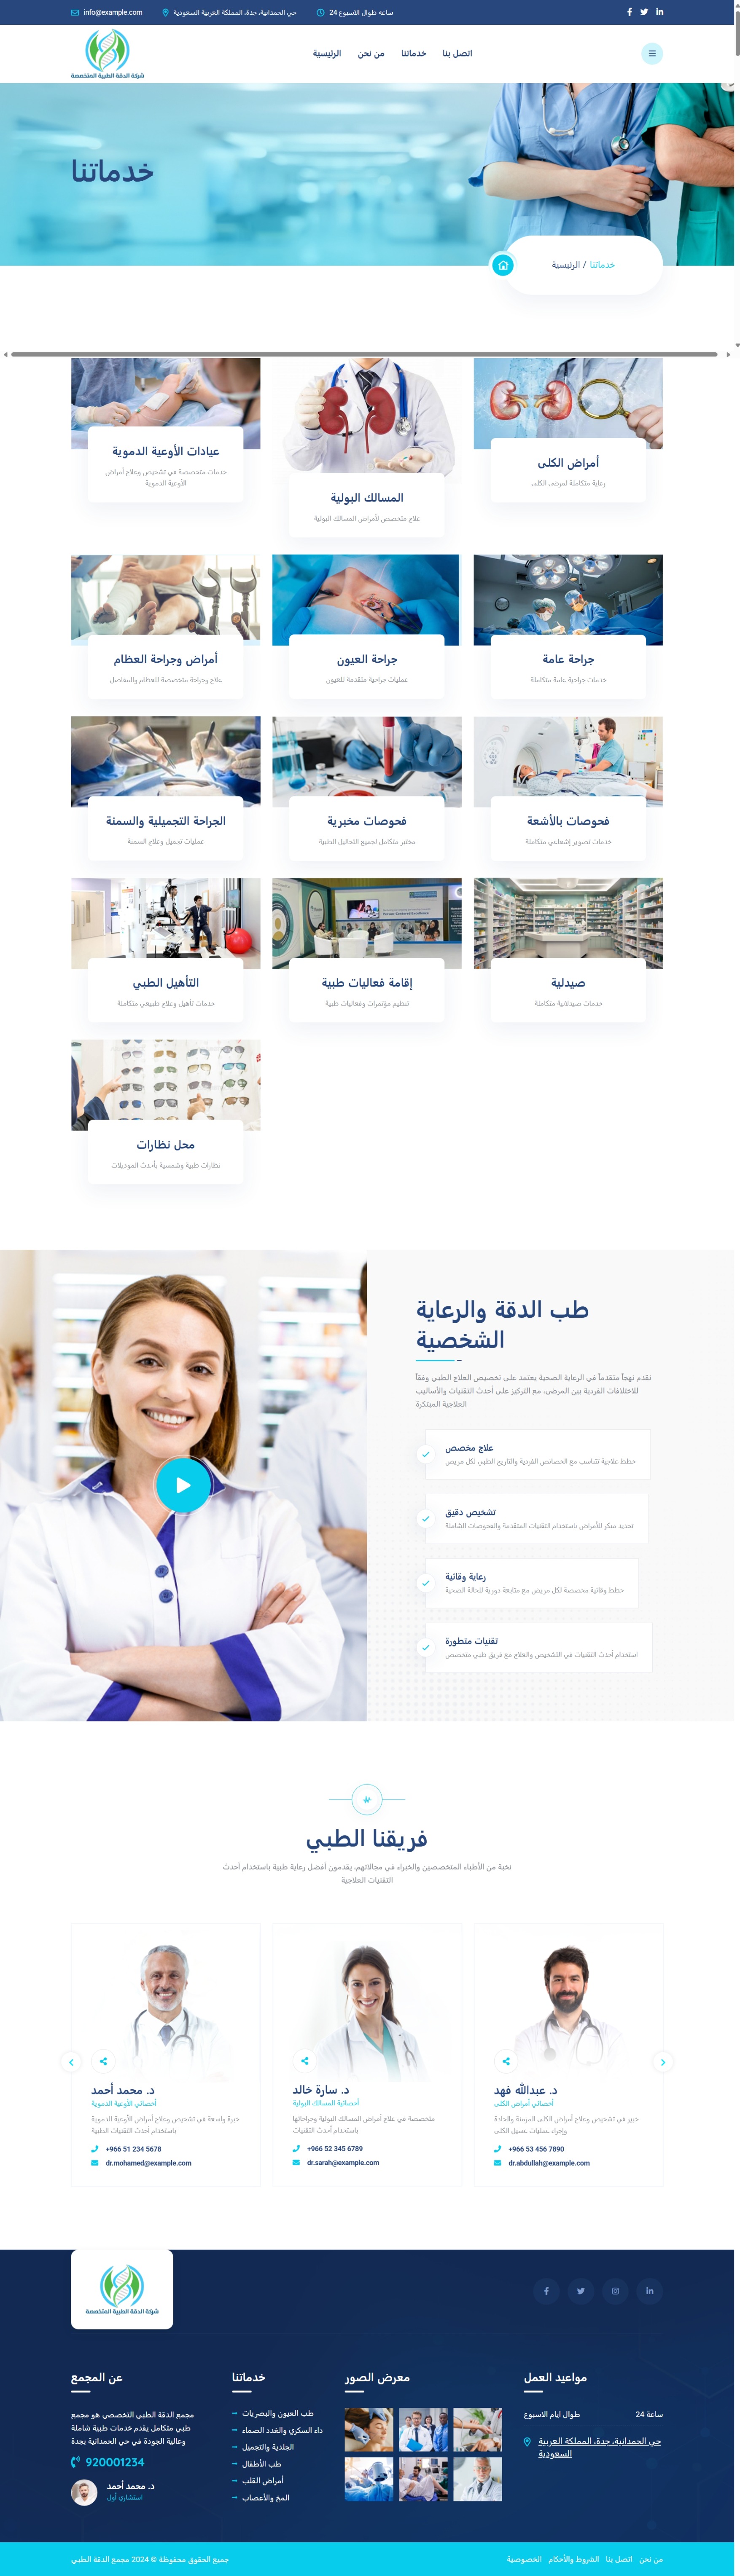 info@example.com
حي الحمدانية، جدة، المملكة العربية السعودية
24 ساعه طوال الاسبوع
شركة الدقة الطبية المتخصصة
الرئيسية
من نحن
خدماتنا
اتصل بنا
خدماتنا
الرئيسية / خدماتنا
عيادات الأوعية الدموية
خدمات متخصصة في تشخيص وعلاج أمراض
الأوعية الدموية
المسالك البولية
علاج متخصص لأمراض المسالك البولية
أمراض الكلى
رعاية متكاملة لمرضى الكلى
أمراض وجراحة العظام
علاج وجراحة متخصصة للعظام والمفاصل
جراحة العيون
عمليات جراحية متقدمة للعيون
جراحة عامة
خدمات جراحية عامة متكاملة
الجراحة التجميلية والسمنة
عمليات تجميل وعلاج السمنة
فحوصات مخبرية
مختبر متكامل لجميع التحاليل الطبية
فحوصات بالأشعة
خدمات تصوير إشعاعي متكاملة
التأهيل الطبي
خدمات تأهيل وعلاج طبيعي متكاملة
إقامة فعاليات طبية
تنظيم مؤتمرات وفعاليات طبية
صيدلية
خدمات صيدلانية متكاملة
محل نظارات
نظارات طبية وشمسية بأحدث الموديلات
طب الدقة والرعاية
الشخصية
نقدم نهجاً متقدماً في الرعاية الصحية يعتمد على تخصيص العلاج الطبي وفقاً
للاختلافات الفردية بين المرضى، مع التركيز على أحدث التقنيات والأساليب
العلاجية المبتكرة
علاج مخصص
خطط علاجية تتناسب مع الخصائص الفردية والتاريخ الطبي لكل مريض
تشخيص دقيق
تحديد مبكر للأمراض باستخدام التقنيات المتقدمة والفحوصات الشاملة
رعاية وقائية
خطط وقائية مخصصة لكل مريض مع متابعة دورية للحالة الصحية
تقنيات متطورة
استخدام أحدث التقنيات في التشخيص والعلاج مع فريق طبي متخصص
فريقنا الطبي
نخبة من الأطباء المتخصصين والخبراء في مجالاتهم، يقدمون أفضل رعاية طبية باستخدام أحدث
التقنيات العلاجية
د. محمد أحمد
أخصائي الأوعية الدموية
خبرة واسعة في تشخيص وعلاج أمراض الأوعية الدموية
باستخدام أحدث التقنيات الطبية
+966 51 234 5678
dr.mohamed@example.com
د. سارة خالد
أخصائية المسالك البولية
متخصصة في علاج أمراض المسالك البولية وجراحاتها
باستخدام أحدث التقنيات
+966 52 345 6789
dr.sarah@example.com
د. عبدالله فهد
أخصائي أمراض الكلى
خبير في تشخيص وعلاج أمراض الكلى المزمنة والحادة
وإجراء عمليات غسيل الكلى
+966 53 456 7890
dr.abdullah@example.com
شركة الدقة الطبية المتخصصة
عن المجمع
مجمع الدقة الطبي التخصصي هو مجمع
طبي متكامل يقدم خدمات طبية شاملة
وعالية الجودة في حي الحمدانية بجدة
920001234
د. محمد أحمد
استشاري أول
خدماتنا
طب العيون والبصريات
داء السكري والغدد الصماء
الجلدية والتجميل
طب الأطفال
أمراض القلب
المخ والأعصاب
معرض الصور
مواعيد العمل
طوال ايام الاسبوع
24 ساعة
حي الحمدانية، جدة، المملكة العربية
السعودية
جميع الحقوق محفوظة © 2024 مجمع الدقة الطبي
من نحن
اتصل بنا
الشروط والأحكام
الخصوصية